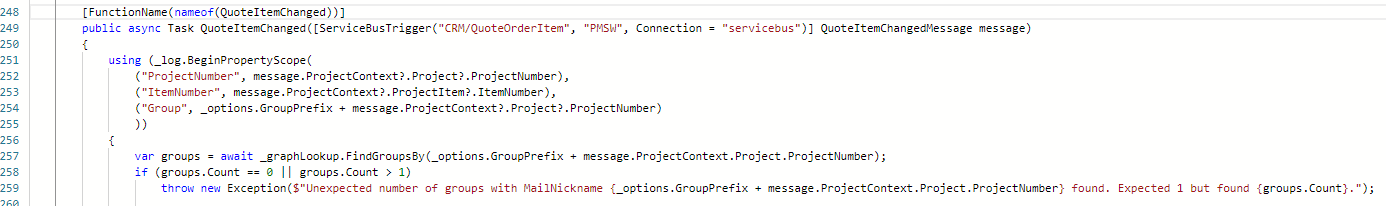 248 [FunctionName(nameof(QuoteItemChanged))]
249 public async Task QuoteItemChanged([ServiceBusTrigger("CRM/QuoteOrderItem", "PMSW", Connection = "servicebus")] QuoteItemChangedMessage message)
250 {
251 using (_log.BeginPropertyScope(
252 ("ProjectNumber", message.ProjectContext?.Project?.ProjectNumber),
253 ("ItemNumber", message.ProjectContext?.ProjectItem?.ItemNumber),
254 ("Group", _options.GroupPrefix + message.ProjectContext?.Project?.ProjectNumber)
255 ))
256 {
257 var groups = await _graphLookup.FindGroupsBy(_options.GroupPrefix + message.ProjectContext.Project.ProjectNumber);
258 if (groups.Count == 0 || groups.Count > 1)
259 throw new Exception($"Unexpected number of groups with MailNickname {_options.GroupPrefix + message.ProjectContext.Project.ProjectNumber} found. Expected 1 but found {groups.Count}.");
260